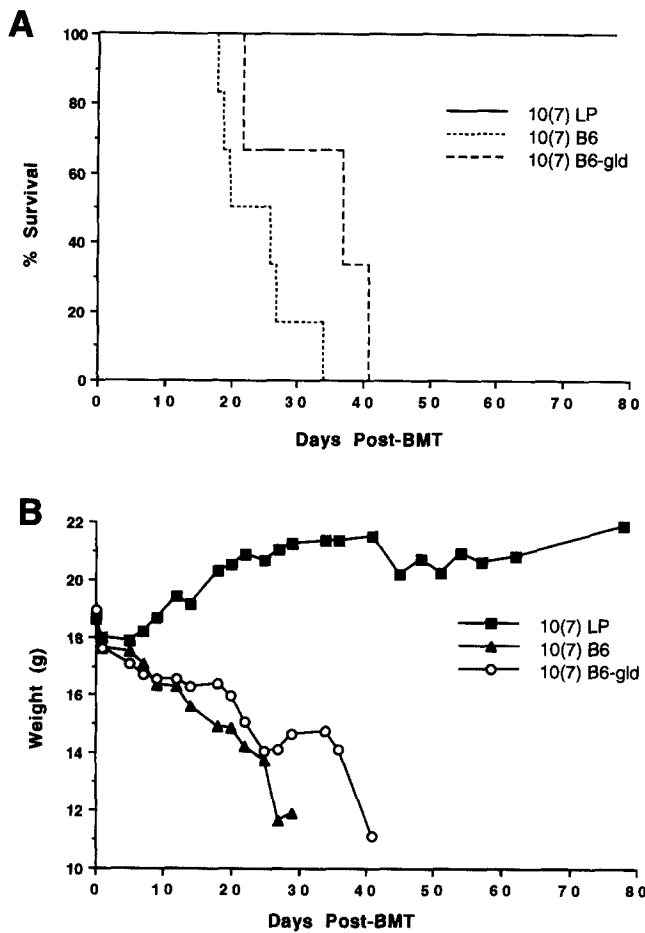 A
% Survival
100
80
60
40
20
0
0 10 20 30 40 50 60 70 80
Days Post-BMT
10(7) LP
10(7) B6
10(7) B6-gld
B
Weight (g)
22
20
18
16
14
12
10
0 10 20 30 40 50 60 70 80
Days Post-BMT
10(7) LP
10(7) B6
10(7) B6-gld